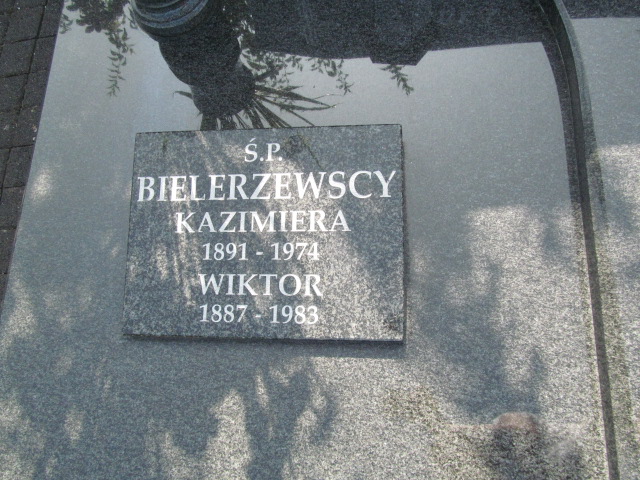 Ś.P.
BIELERZEWSCY
KAZIMIERA
1891 - 1974
WIKTOR
1887 - 1983